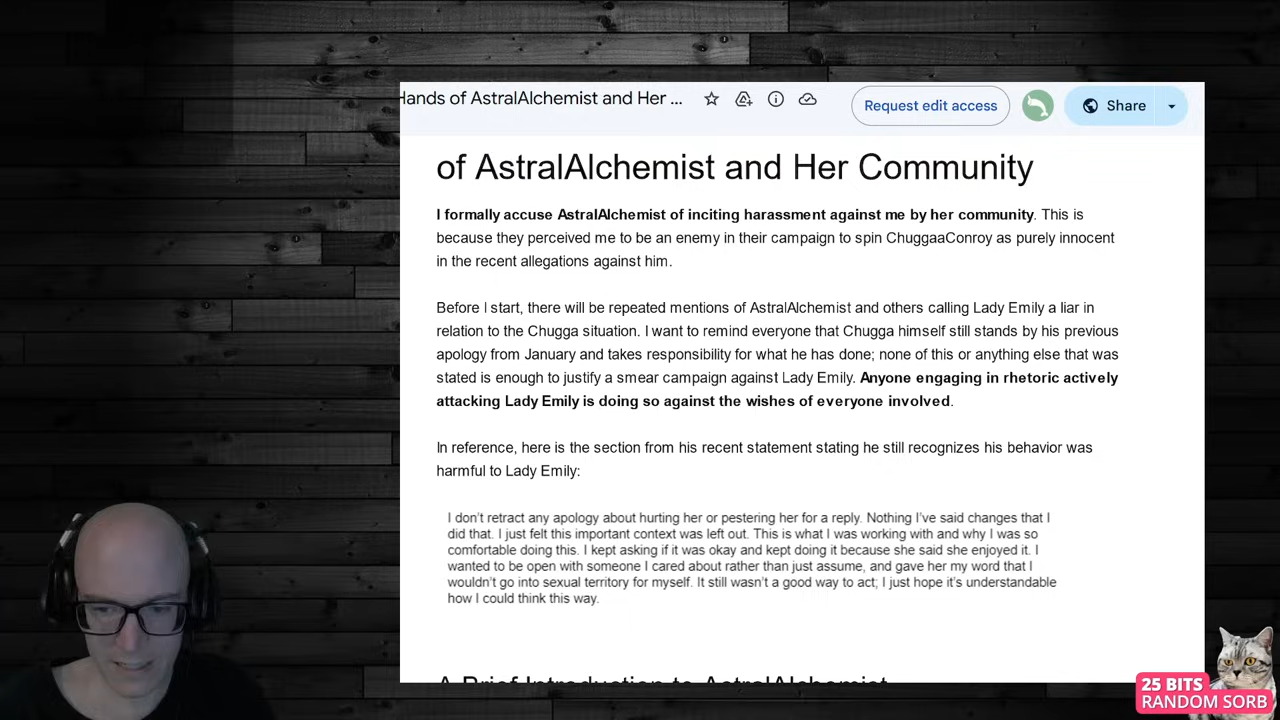 Hands of AstralAlchemist and Her ...
Request edit access
Share
of AstralAlchemist and Her Community
I formally accuse AstralAlchemist of inciting harassment against me by her community. This is
because they perceived me to be an enemy in their campaign to spin ChuggaaConroy as purely innocent
in the recent allegations against him.
Before I start, there will be repeated mentions of AstralAlchemist and others calling Lady Emily a liar in
relation to the Chugga situation. I want to remind everyone that Chugga himself still stands by his previous
apology from January and takes responsibility for what he has done; none of this or anything else that was
stated is enough to justify a smear campaign against Lady Emily. Anyone engaging in rhetoric actively
attacking Lady Emily is doing so against the wishes of everyone involved.
In reference, here is the section from his recent statement stating he still recognizes his behavior was
harmful to Lady Emily:
I don't retract any apology about hurting her or pestering her for a reply. Nothing I've said changes that I
did that. I just felt this important context was left out. This is what I was working with and why I was so
comfortable doing this. I kept asking if it was okay and kept doing it because she said she enjoyed it. I
wanted to be open with someone I cared about rather than just assume, and gave her my word that I
wouldn't go into sexual territory for myself. It still wasn't a good way to act; I just hope it's understandable
how I could think this way.
A Brief Introduction to AstralAlchemist
25 BITS
RANDOM SORB